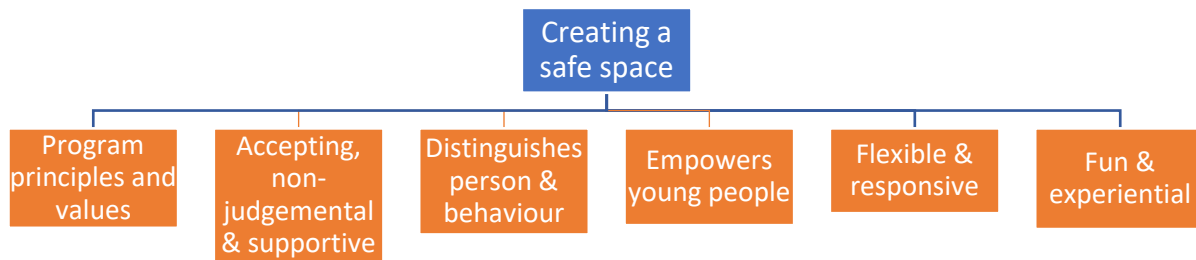 Creating a
safe space
Program
principles and
values
Accepting,
non-
judgemental
& supportive
Distinguishes
person &
behaviour
Empowers
young people
Flexible &
responsive
Fun &
experiential